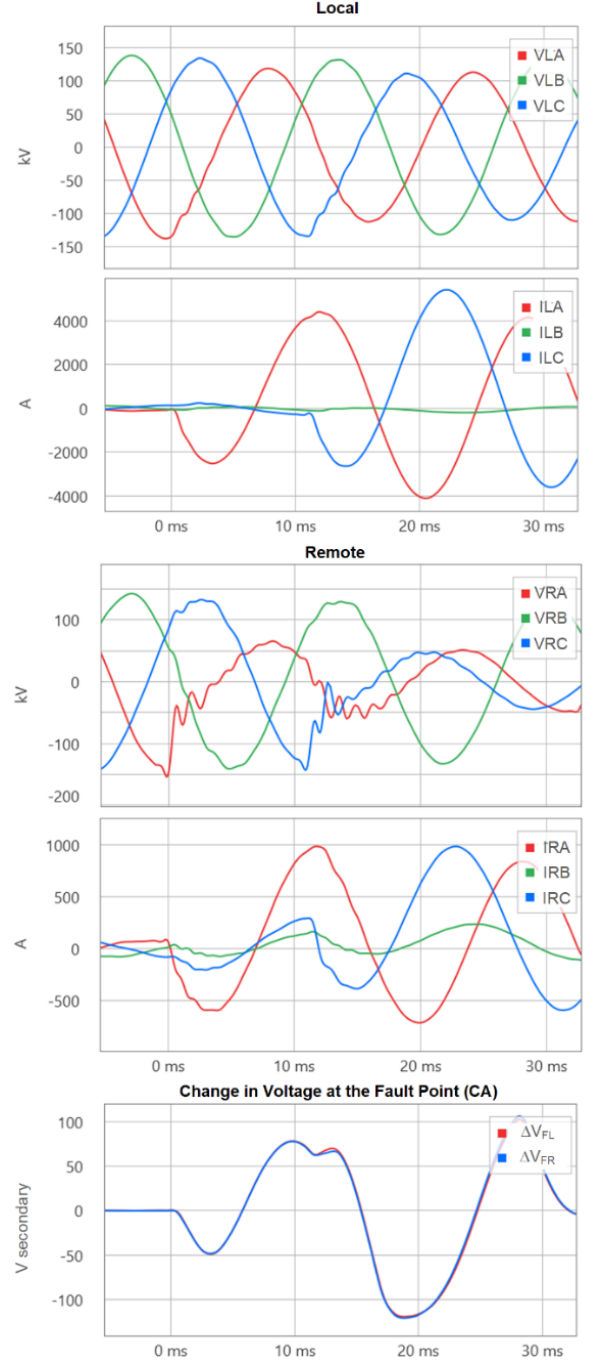 Local
150
100
50
0
-50
-100
-150
kV
VLA
VLB
VLC
4000
2000
0
-2000
-4000
A
ILA
ILB
ILC
0 ms 10 ms 20 ms 30 ms
Remote
100
0
-100
-200
kV
VRA
VRB
VRC
1000
500
0
-500
A
IRA
IRB
IRC
0 ms 10 ms 20 ms 30 ms
Change in Voltage at the Fault Point (CA)
100
50
0
-50
-100
V secondary
ΔVFL
ΔVFR
0 ms 10 ms 20 ms 30 ms